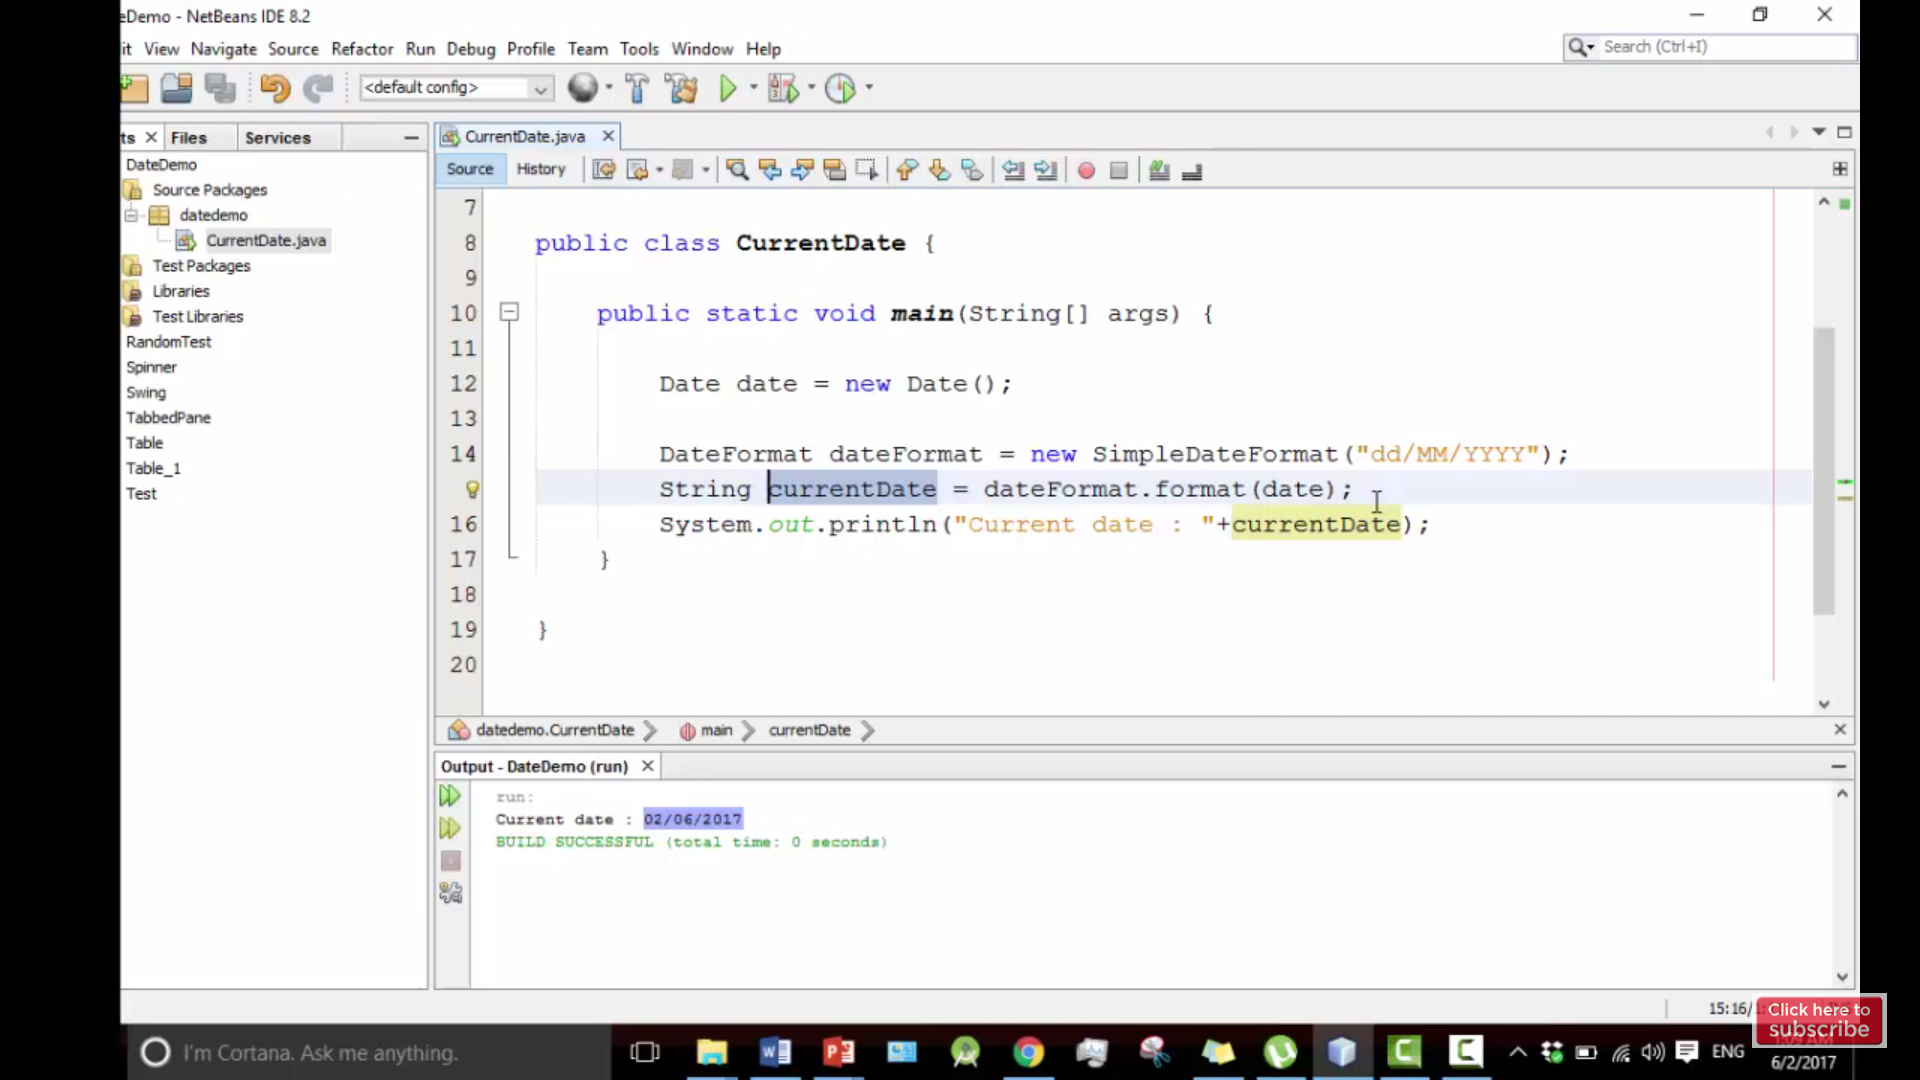 eDemo - NetBeans IDE 8.2
it View Navigate Source Refactor Run Debug Profile Team Tools Window Help
Search (Ctrl+I)
<default config>
ts Files Services
CurrentDate.java
Source History
DateDemo
Source Packages
datedemo
CurrentDate.java
Test Packages
Libraries
Test Libraries
RandomTest
Spinner
Swing
TabbedPane
Table
Table_1
Test
7
8 public class CurrentDate {
9
10 public static void main(String[] args) {
11
12 Date date = new Date();
13
14 DateFormat dateFormat = new SimpleDateFormat("dd/MM/YYYY");
String currentDate = dateFormat.format(date);
16 System.out.println("Current date : "+currentDate);
17 }
18
19 }
20
datedemo.CurrentDate main currentDate
Output - DateDemo (run)
run:
Current date : 02/06/2017
BUILD SUCCESSFUL (total time: 0 seconds)
15:16/
Click here to
subscribe
I'm Cortana. Ask me anything.
ENG
6/2/2017